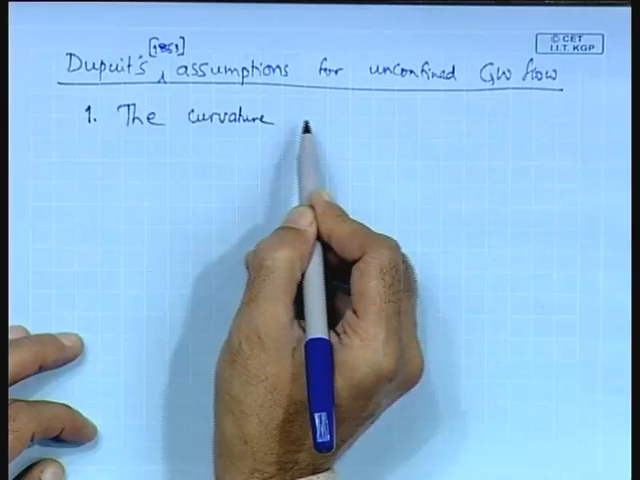 © CET
I.I.T. KGP
[1863]
Dupuit's ∧ assumptions for unconfined GW flow
1. The curvature